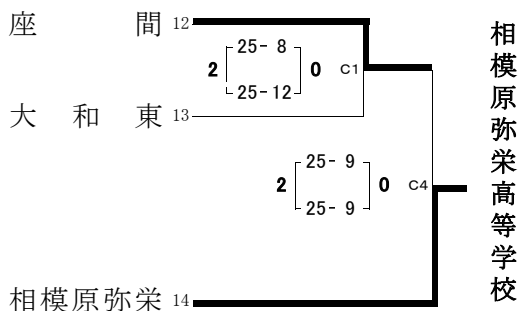 座間 12
25- 8
2 0 C1
25-12
大和東 13
25- 9
2 0 C4
25- 9
相模原弥栄 14
相模原弥栄高等学校